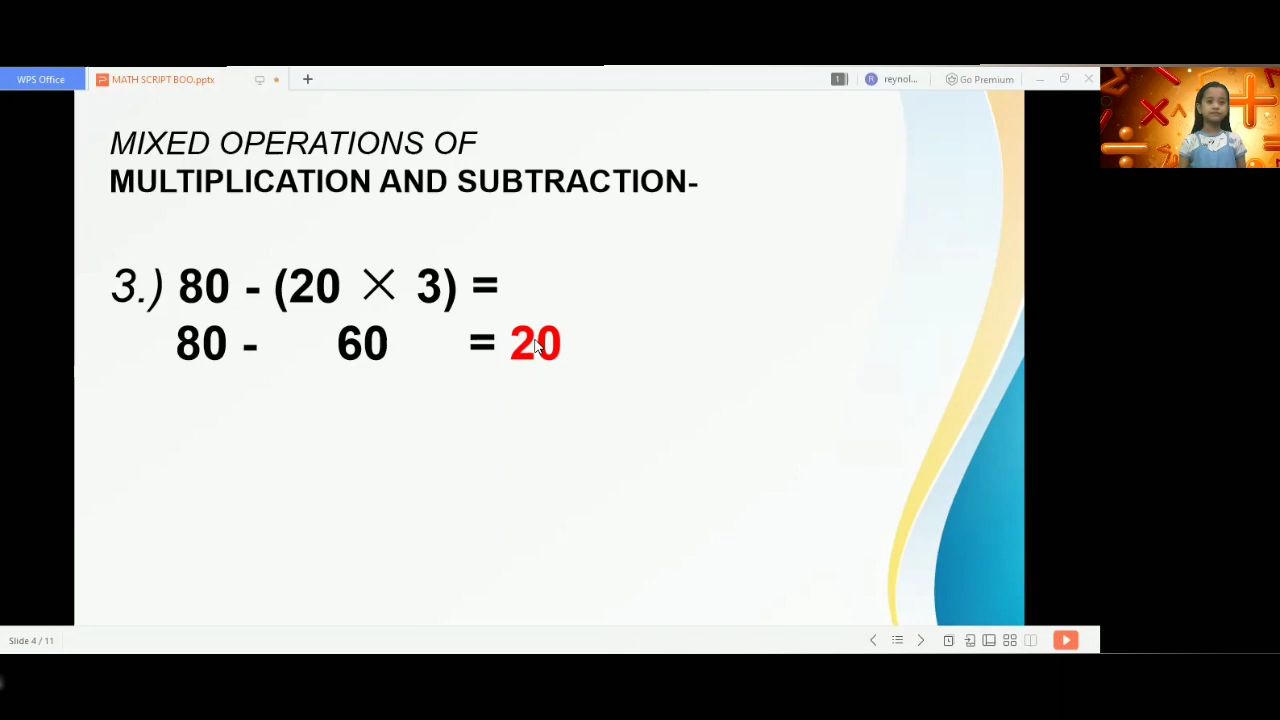 WPS Office
MATH SCRIPT BOO.pptx
1
R
reynol...
Go Premium
MIXED OPERATIONS OF
MULTIPLICATION AND SUBTRACTION-
3.) 80 - (20 × 3) =
80 - 60 = 20
Slide 4 / 11